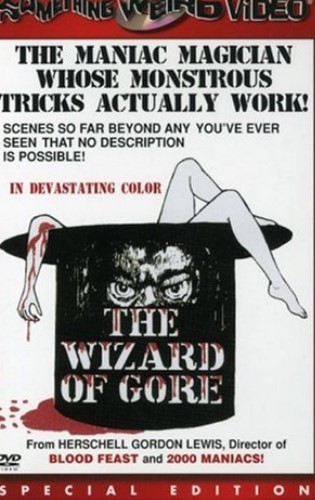 SOMETHING WEIRD VIDEO
THE MANIAC MAGICIAN
WHOSE MONSTROUS
TRICKS ACTUALLY WORK!
SCENES SO FAR BEYOND ANY YOU'VE EVER
SEEN THAT NO DESCRIPTION
IS POSSIBLE!
IN DEVASTATING COLOR
THE
WIZARD
OF GORE
From HERSCHELL GORDON LEWIS, Director of
BLOOD FEAST and 2000 MANIACS!
DVD
SPECIAL EDITION